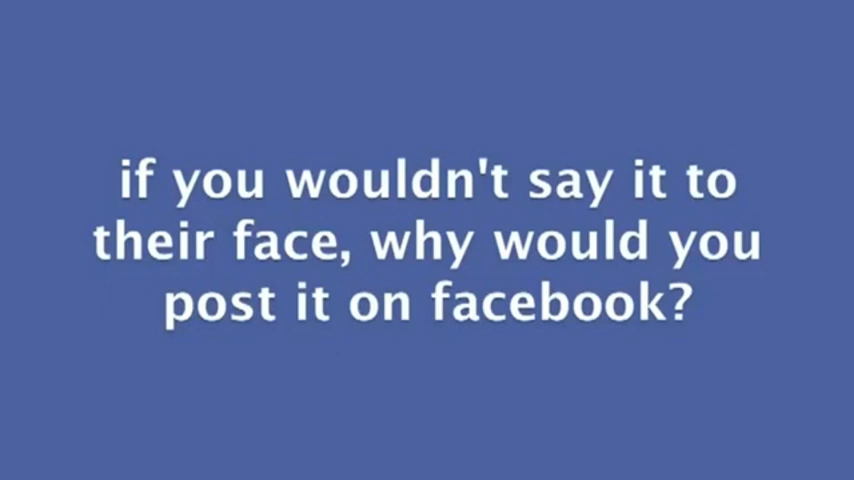 if you wouldn't say it to
their face, why would you
post it on facebook?